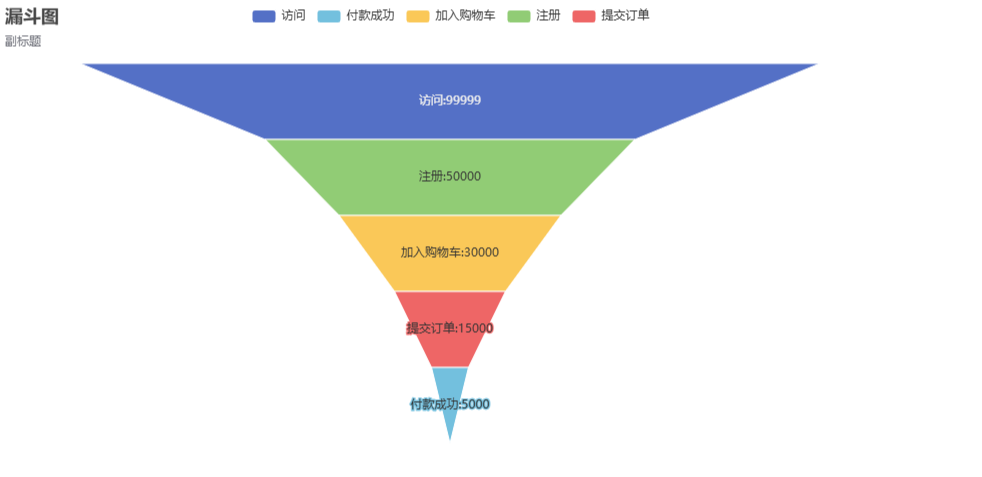 漏斗图
副标题
访问 付款成功 加入购物车 注册 提交订单
访问:99999
注册:50000
加入购物车:30000
提交订单:15000
付款成功:5000